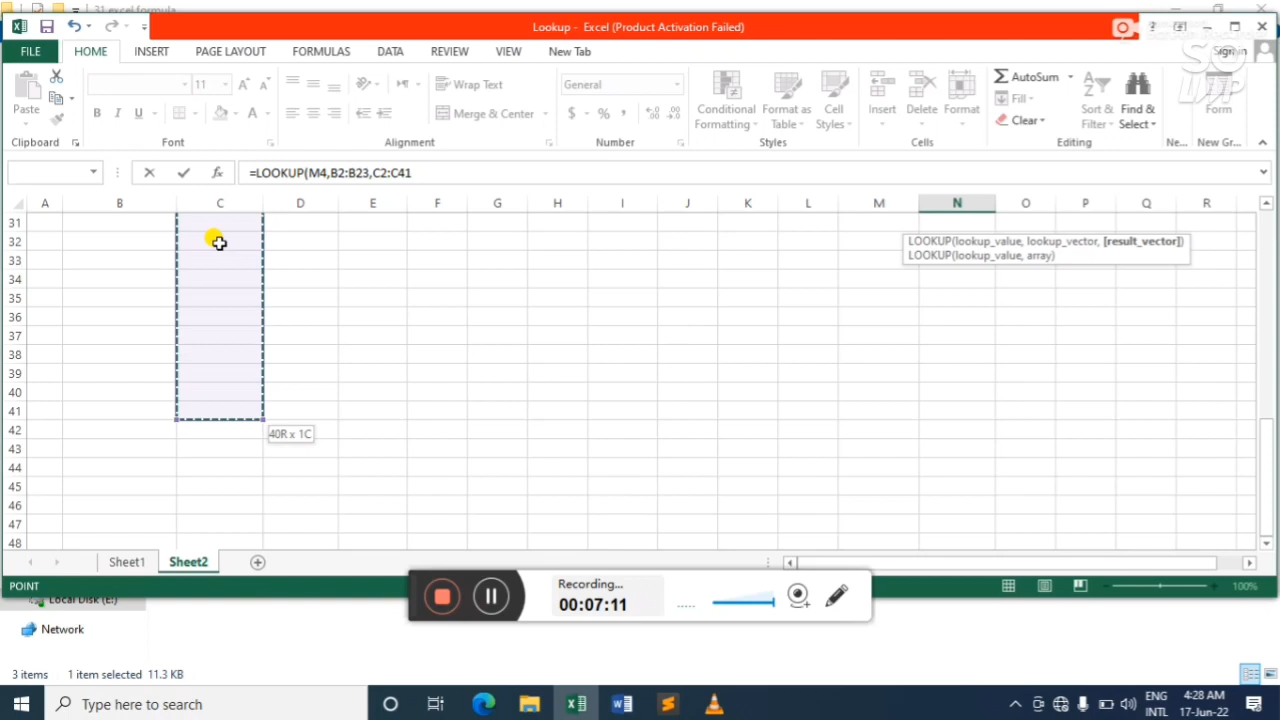 31 excel formula
Lookup - Excel (Product Activation Failed)
FILE HOME INSERT PAGE LAYOUT FORMULAS DATA REVIEW VIEW New Tab
Paste
Clipboard
11
B I U
Font
Wrap Text
Merge & Center
Alignment
General
$ % ,
Number
Conditional Formatting
Format as Table
Cell Styles
Styles
Insert Delete Format
Cells
AutoSum
Fill
Clear
Sort & Filter
Find & Select
Editing
Form
Ne... New Gr...
=LOOKUP(M4,B2:B23,C2:C41
A B C D E F G H I J K L M N O P Q R
LOOKUP(lookup_value, lookup_vector, [result_vector])
LOOKUP(lookup_value, array)
31
32
33
34
35
36
37
38
39
40
41
42
43
44
45
46
47
48
40R x 1C
Sheet1 Sheet2
POINT
100%
Recording...
00:07:11
Local Disk (E:)
Network
3 items 1 item selected 11.3 KB
Type here to search
ENG
INTL
4:28 AM
17-Jun-22